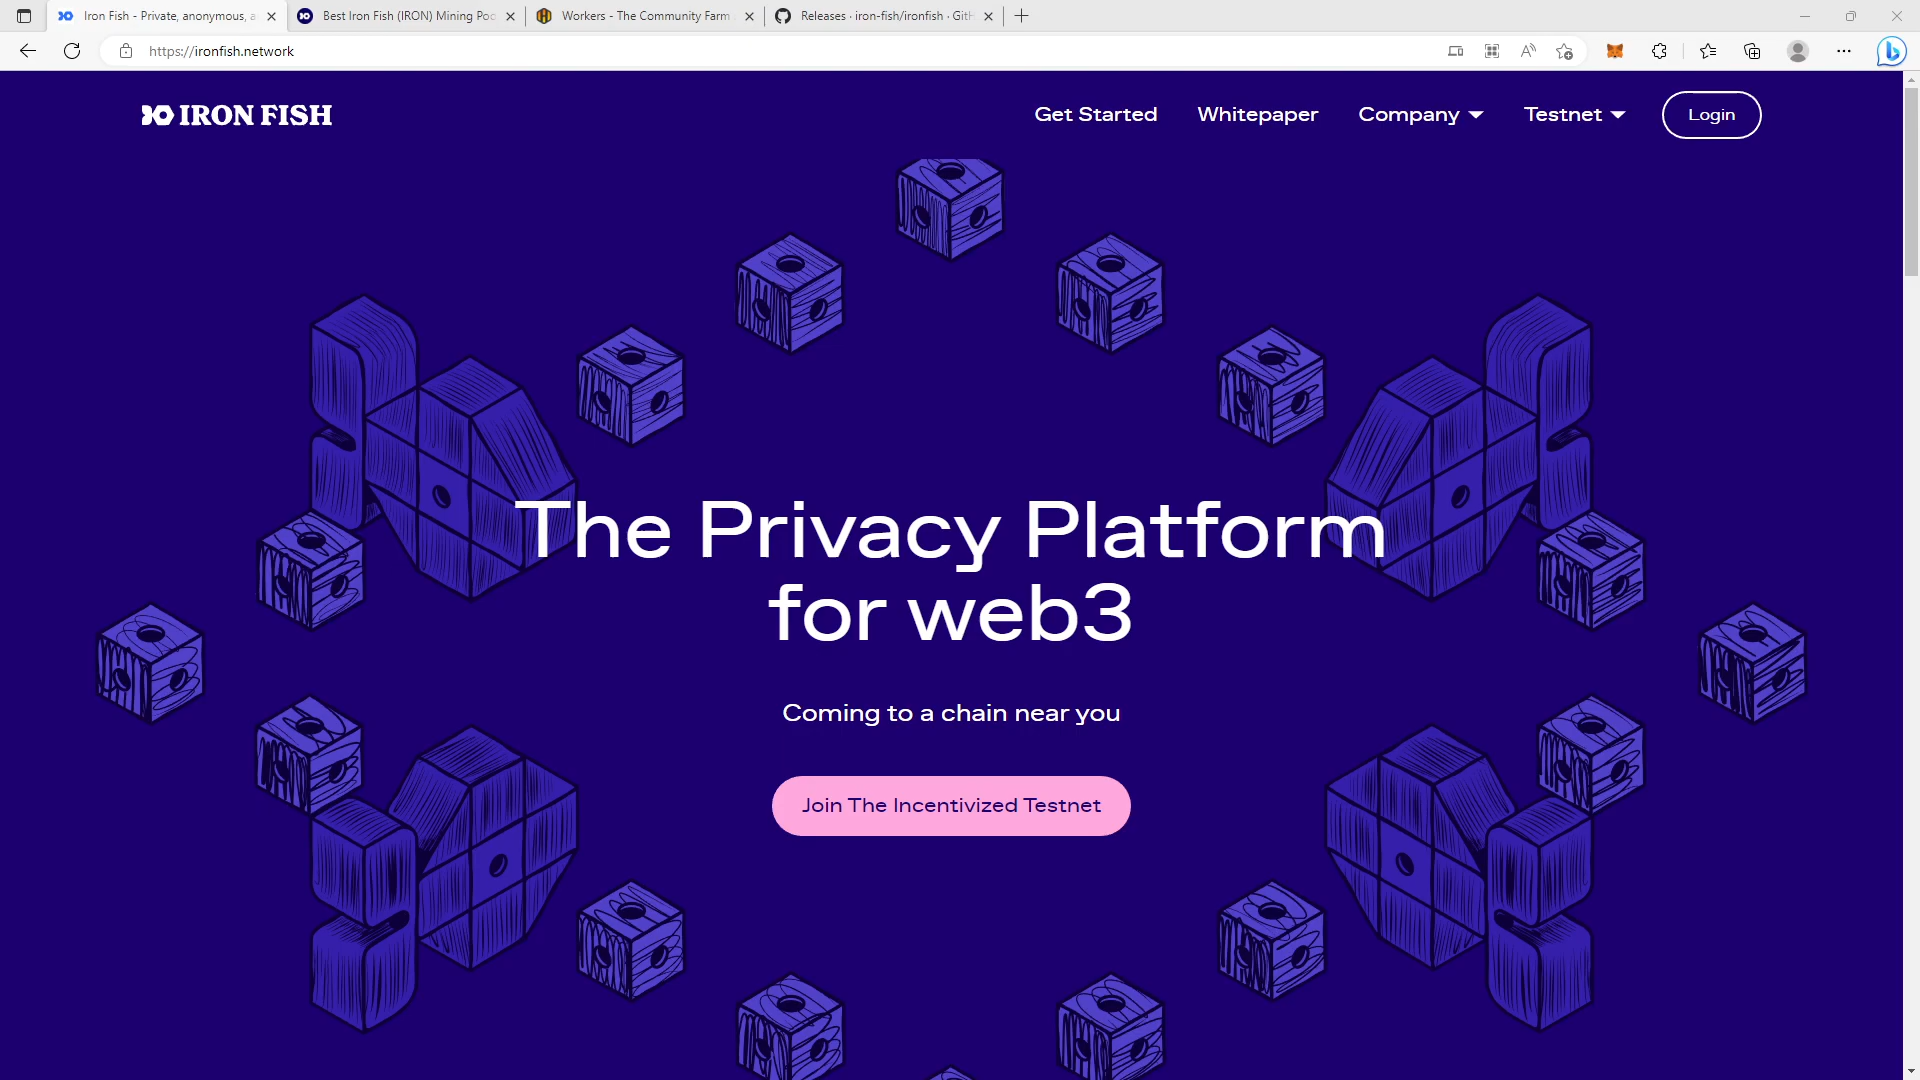 Iron Fish - Private, anonymous, a
Best Iron Fish (IRON) Mining Poo
Workers - The Community Farm
Releases · iron-fish/ironfish · GitH
https://ironfish.network
IRON FISH
Get Started
Whitepaper
Company
Testnet
Login
The Privacy Platform
for web3
Coming to a chain near you
Join The Incentivized Testnet